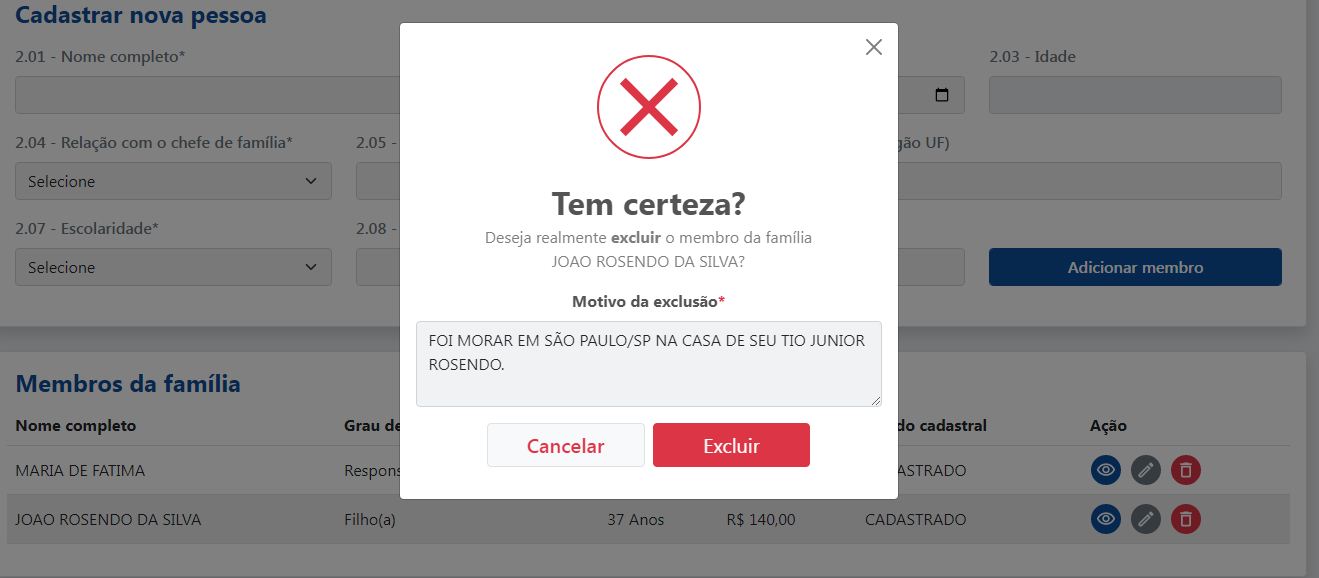 Cadastrar nova pessoa
2.01 - Nome completo*
2.03 - Idade
2.04 - Relação com o chefe de família*
2.05 -
gão UF)
Selecione
2.07 - Escolaridade*
2.08 -
Selecione
Adicionar membro
Tem certeza?
Deseja realmente excluir o membro da família
JOAO ROSENDO DA SILVA?
Motivo da exclusão*
FOI MORAR EM SÃO PAULO/SP NA CASA DE SEU TIO JUNIOR
ROSENDO.
Cancelar
Excluir
Membros da família
Nome completo
Grau de
do cadastral
Ação
MARIA DE FATIMA
Respons
ASTRADO
JOAO ROSENDO DA SILVA
Filho(a)
37 Anos
R$ 140,00
CADASTRADO